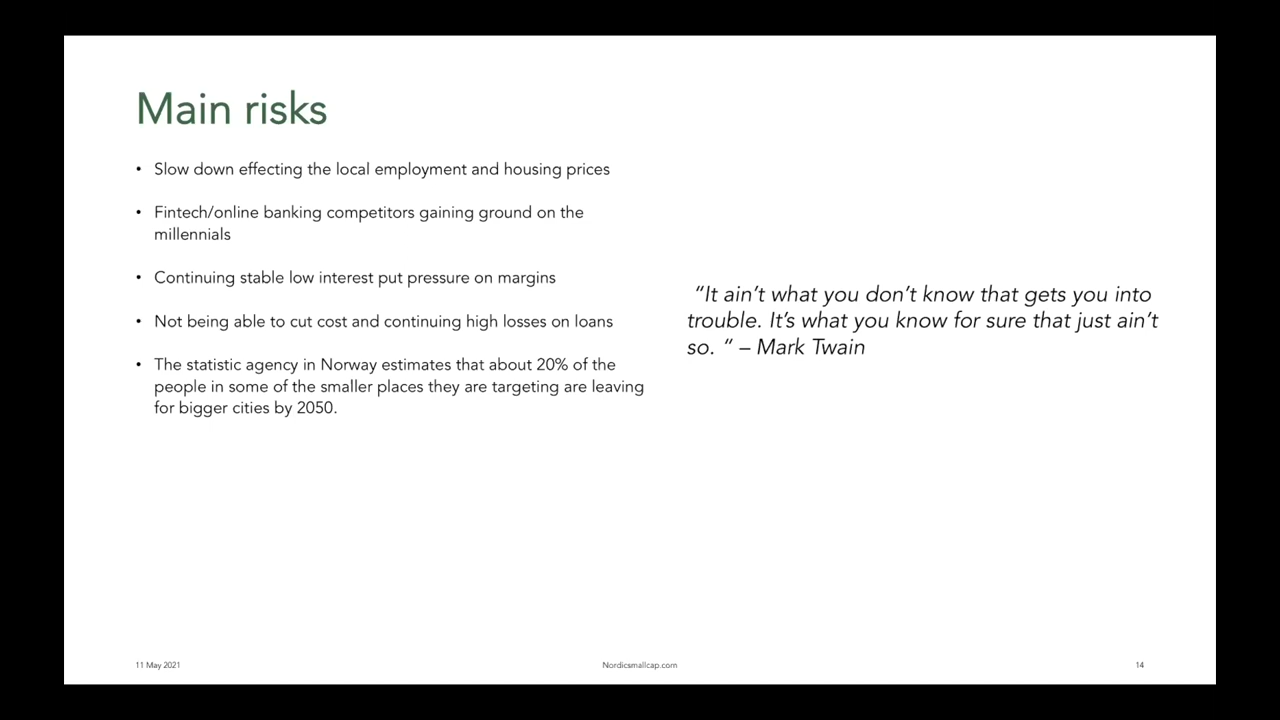 Main risks
• Slow down effecting the local employment and housing prices
• Fintech/online banking competitors gaining ground on the
millennials
• Continuing stable low interest put pressure on margins
• Not being able to cut cost and continuing high losses on loans
• The statistic agency in Norway estimates that about 20% of the
people in some of the smaller places they are targeting are leaving
for bigger cities by 2050.
“It ain’t what you don’t know that gets you into
trouble. It’s what you know for sure that just ain’t
so. “ – Mark Twain
11 May 2021
Nordicsmallcap.com
14